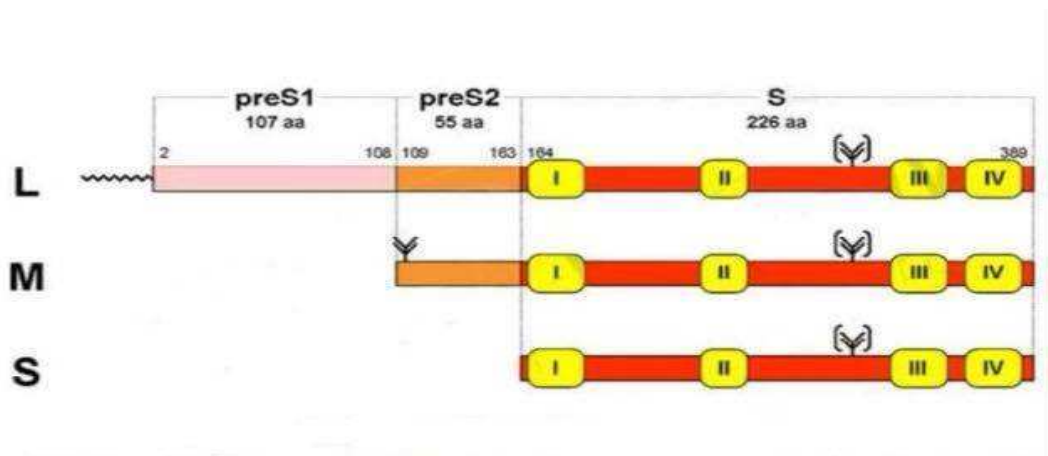 preS1 preS2 S
107 aa 55 aa 226 aa
2 108 109 163 164 389
L I II III IV
M I II III IV
S I II III IV